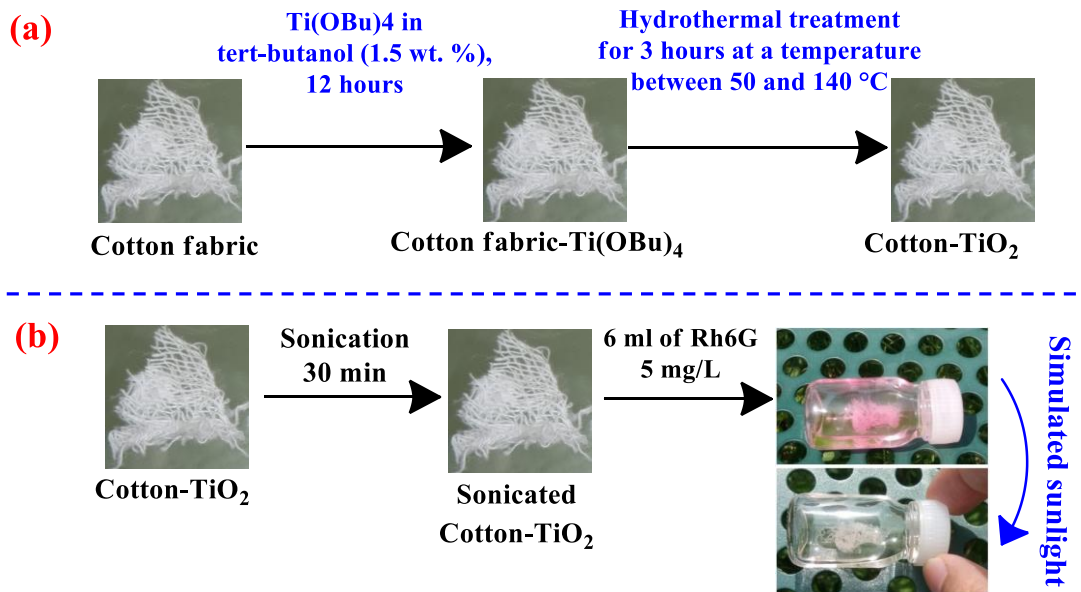 (a)
Ti(OBu)4 in
tert-butanol (1.5 wt. %),
12 hours
Hydrothermal treatment
for 3 hours at a temperature
between 50 and 140 °C
Cotton fabric
Cotton fabric-Ti(OBu)₄
Cotton-TiO₂
(b)
Sonication
30 min
6 ml of Rh6G
5 mg/L
Cotton-TiO₂
Sonicated
Cotton-TiO₂
Simulated sunlight